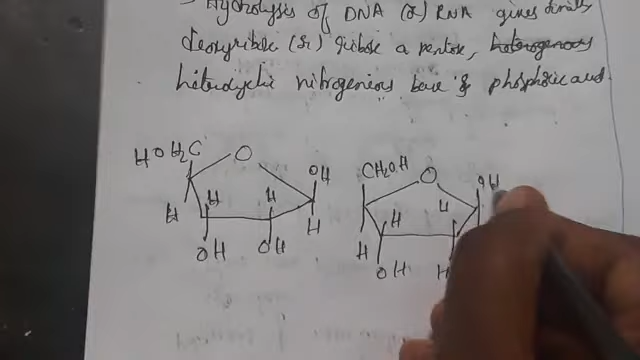 Hydrolysis of DNA (or) RNA gives finally
deoxyribose (or) ribose a pentose, heterogenous
heterocyclic nitrogenious base & phosphoric acid
HOH₂C O OH CH₂OH O OH
H H H H H H
OH OH H OH H